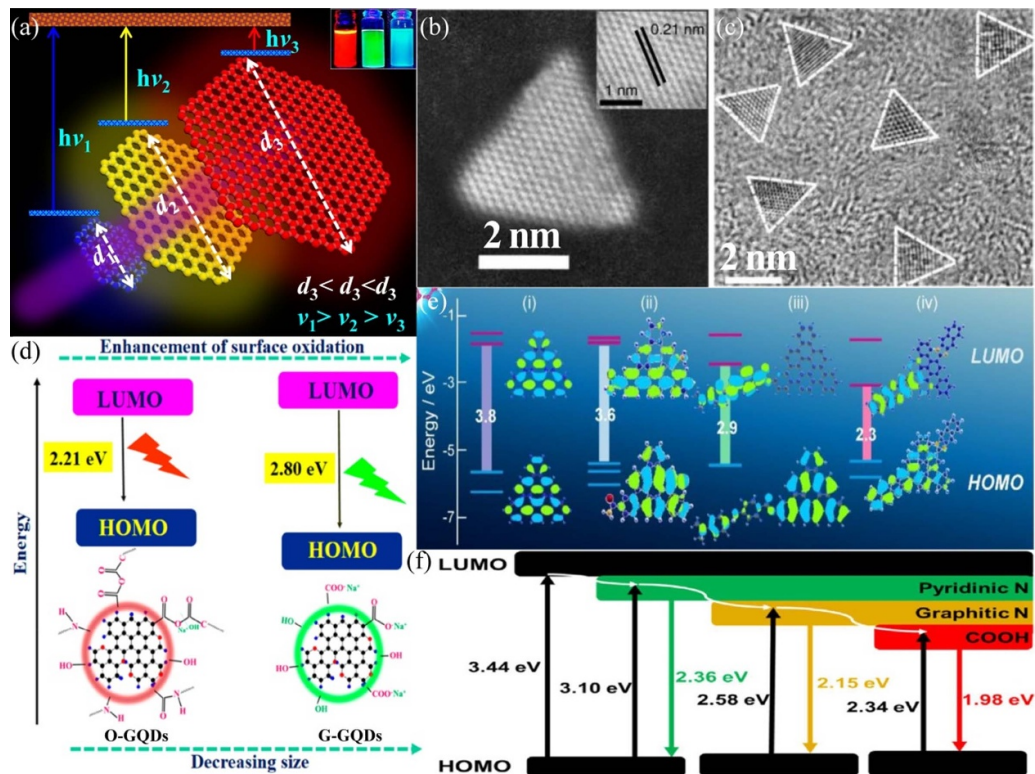 (a)
hν₁
hν₂
hν₃
d₁
d₂
d₃
d₃< d₃<d₃
ν₁> ν₂ > ν₃
(b)
0.21 nm
1 nm
2 nm
(c)
2 nm
(d)
Enhancement of surface oxidation
Energy
LUMO
LUMO
2.21 eV
2.80 eV
HOMO
HOMO
O-GQDs
G-GQDs
Decreasing size
(e)
(i)
(ii)
(iii)
(iv)
Energy / eV
-1
-3
-5
-7
3.8
3.6
2.9
2.3
LUMO
HOMO
(f)
LUMO
Pyridinic N
Graphitic N
COOH
3.44 eV
3.10 eV
2.36 eV
2.58 eV
2.15 eV
2.34 eV
1.98 eV
HOMO